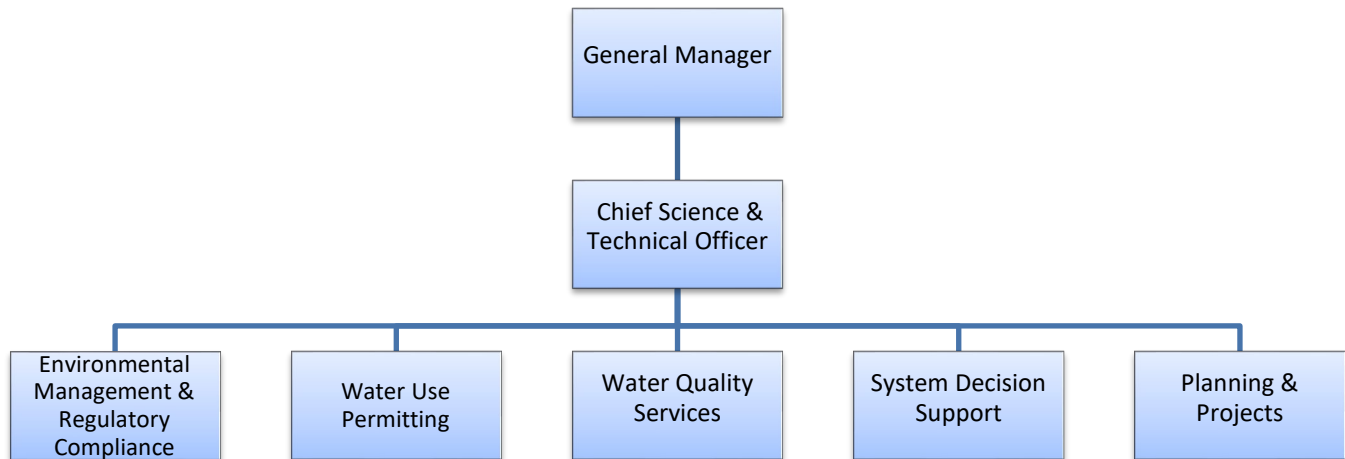 General Manager
Chief Science &
Technical Officer
Environmental
Management &
Regulatory
Compliance
Water Use
Permitting
Water Quality
Services
System Decision
Support
Planning &
Projects